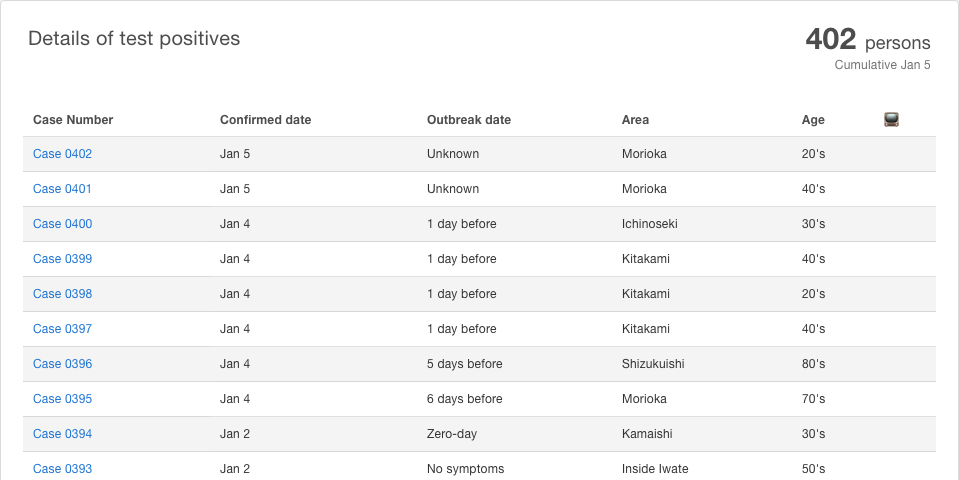 Details of test positives
402 persons
Cumulative Jan 5
Case Number Confirmed date Outbreak date Area Age
Case 0402 Jan 5 Unknown Morioka 20's
Case 0401 Jan 5 Unknown Morioka 40's
Case 0400 Jan 4 1 day before Ichinoseki 30's
Case 0399 Jan 4 1 day before Kitakami 40's
Case 0398 Jan 4 1 day before Kitakami 20's
Case 0397 Jan 4 1 day before Kitakami 40's
Case 0396 Jan 4 5 days before Shizukuishi 80's
Case 0395 Jan 4 6 days before Morioka 70's
Case 0394 Jan 2 Zero-day Kamaishi 30's
Case 0393 Jan 2 No symptoms Inside Iwate 50's